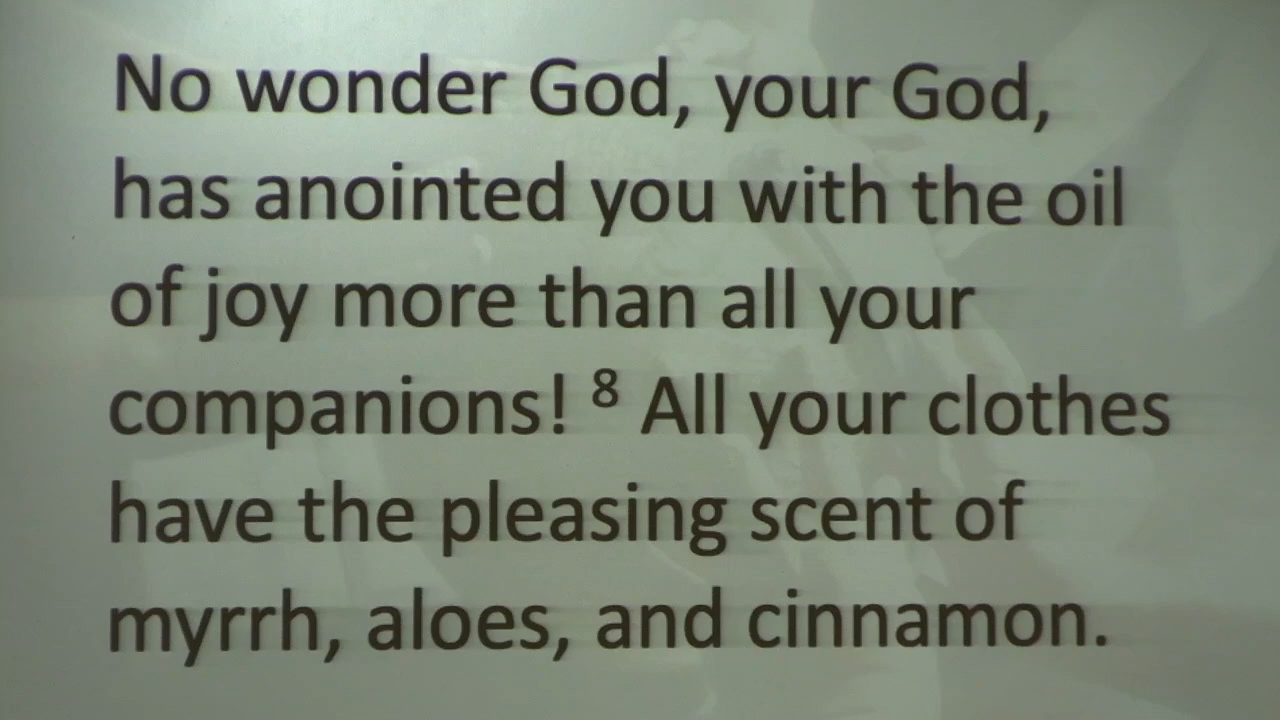 No wonder God, your God,
has anointed you with the oil
of joy more than all your
companions! ⁸ All your clothes
have the pleasing scent of
myrrh, aloes, and cinnamon.